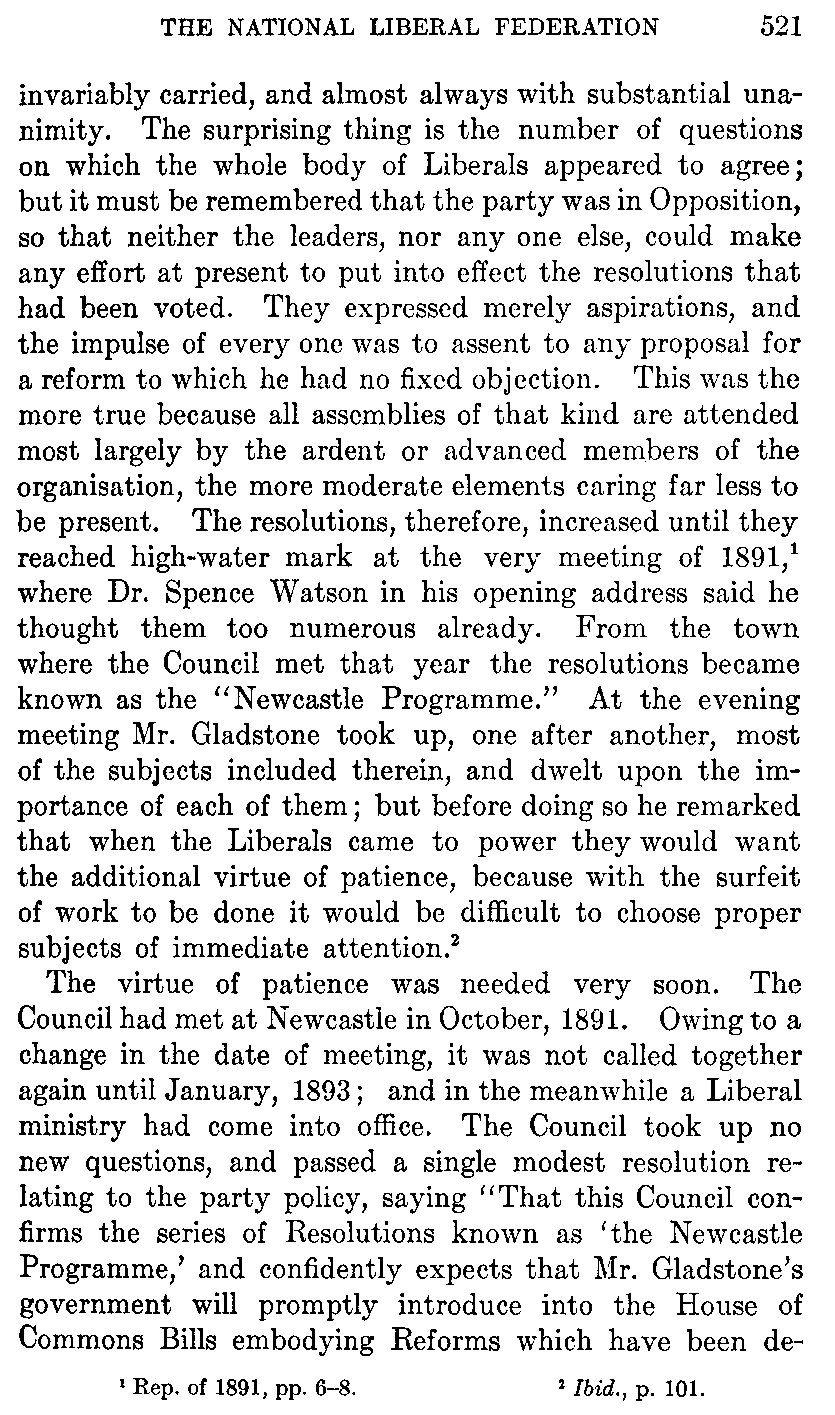 THE NATIONAL LIBERAL FEDERATION 521
invariably carried, and almost always with substantial una-
nimity. The surprising thing is the number of questions
on which the whole body of Liberals appeared to agree;
but it must be remembered that the party was in Opposition,
so that neither the leaders, nor any one else, could make
any effort at present to put into effect the resolutions that
had been voted. They expressed merely aspirations, and
the impulse of every one was to assent to any proposal for
a reform to which he had no fixed objection. This was the
more true because all assemblies of that kind are attended
most largely by the ardent or advanced members of the
organisation, the more moderate elements caring far less to
be present. The resolutions, therefore, increased until they
reached high-water mark at the very meeting of 1891,¹
where Dr. Spence Watson in his opening address said he
thought them too numerous already. From the town
where the Council met that year the resolutions became
known as the "Newcastle Programme." At the evening
meeting Mr. Gladstone took up, one after another, most
of the subjects included therein, and dwelt upon the im-
portance of each of them; but before doing so he remarked
that when the Liberals came to power they would want
the additional virtue of patience, because with the surfeit
of work to be done it would be difficult to choose proper
subjects of immediate attention.²
The virtue of patience was needed very soon. The
Council had met at Newcastle in October, 1891. Owing to a
change in the date of meeting, it was not called together
again until January, 1893; and in the meanwhile a Liberal
ministry had come into office. The Council took up no
new questions, and passed a single modest resolution re-
lating to the party policy, saying "That this Council con-
firms the series of Resolutions known as 'the Newcastle
Programme,' and confidently expects that Mr. Gladstone's
government will promptly introduce into the House of
Commons Bills embodying Reforms which have been de-
¹ Rep. of 1891, pp. 6–8. ² Ibid., p. 101.